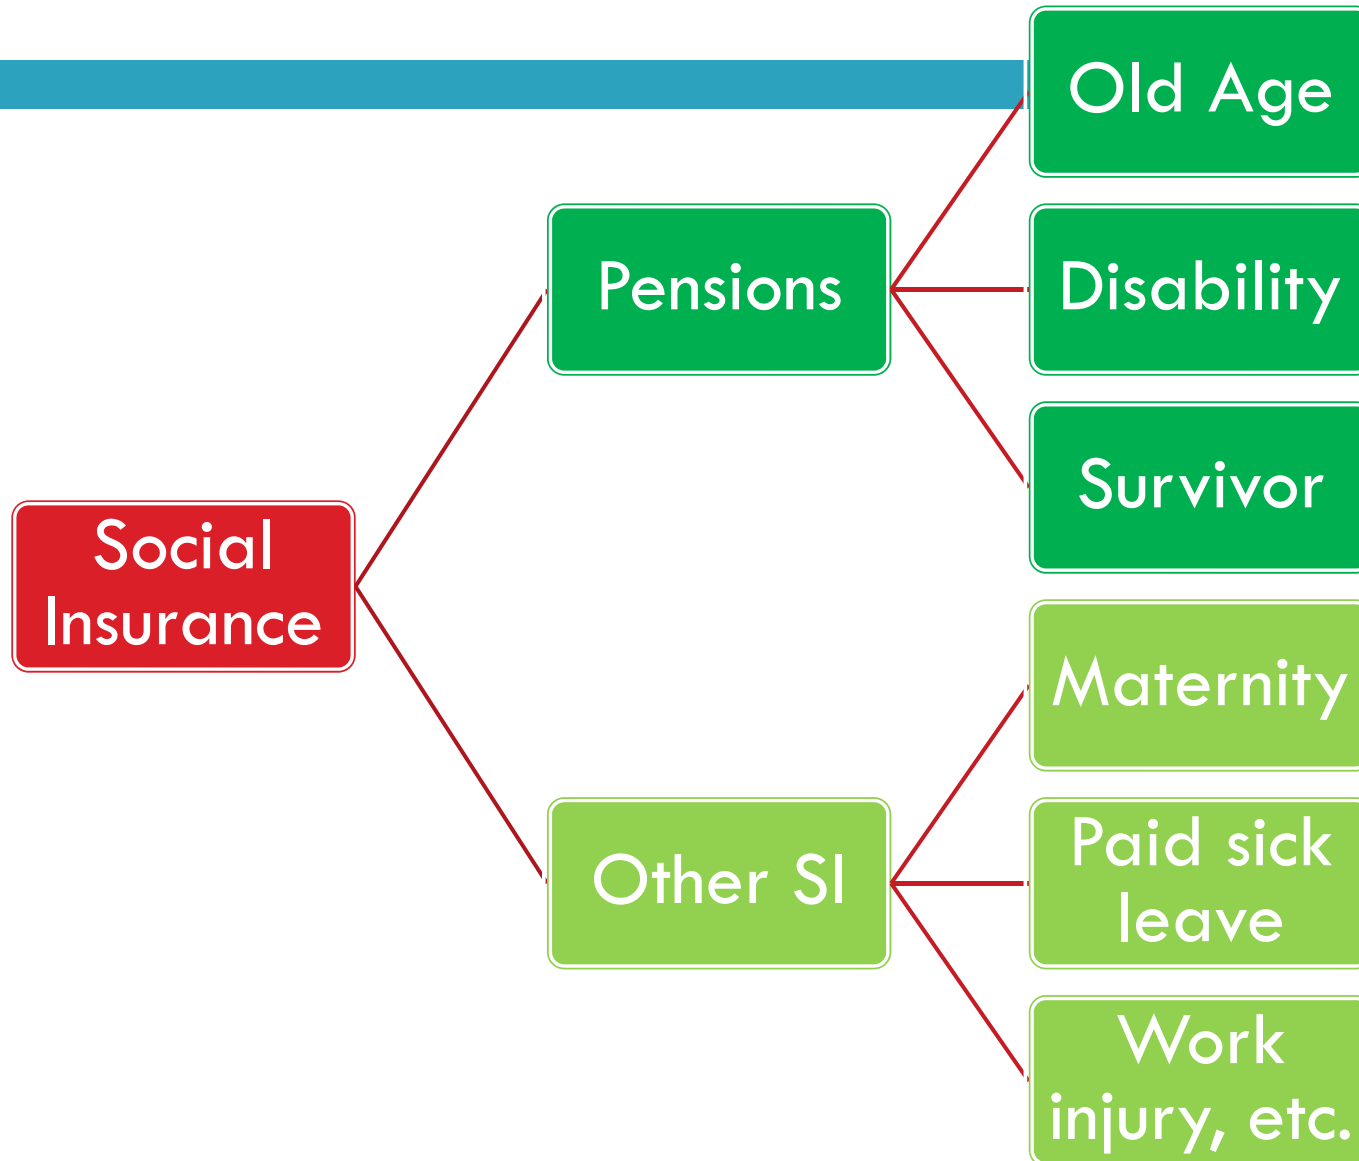 Old Age
Pensions
Disability
Survivor
Social
Insurance
Maternity
Other SI
Paid sick
leave
Work
injury, etc.